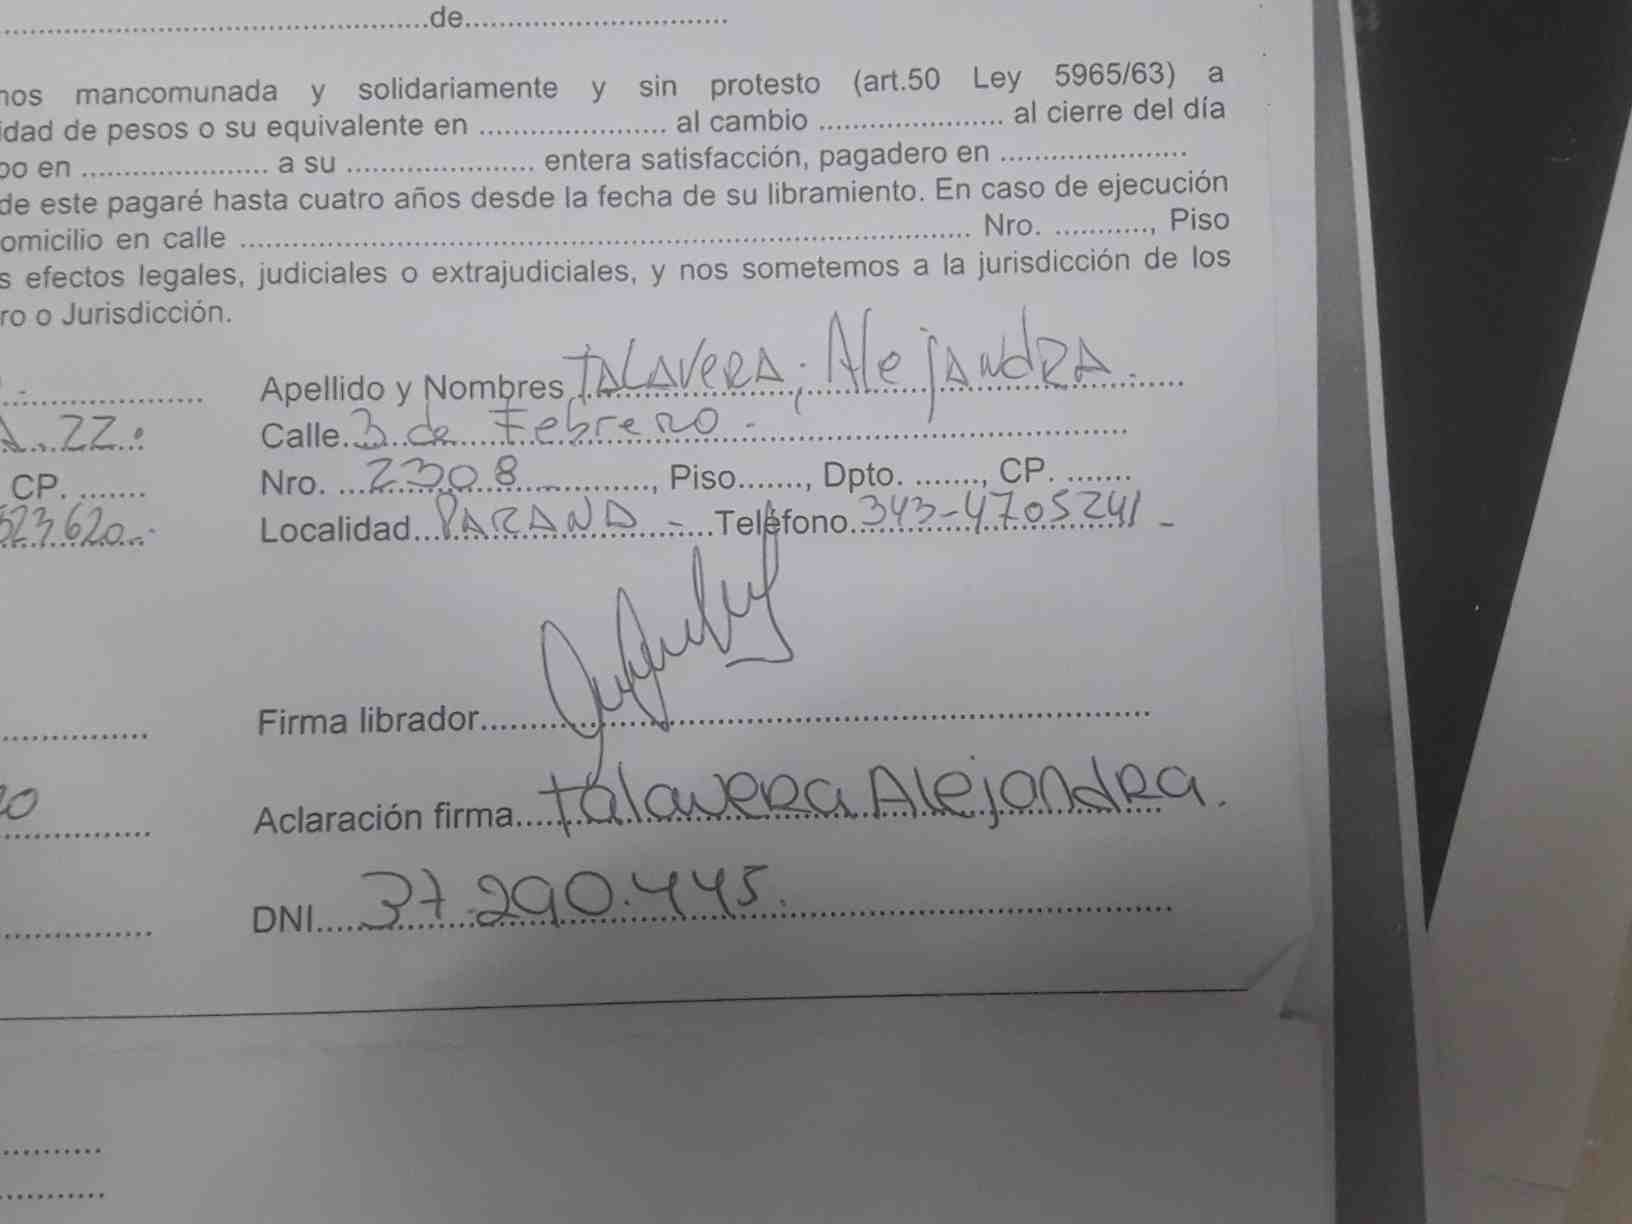 ........................................de..............................
nos mancomunada y solidariamente y sin protesto (art.50 Ley 5965/63) a
idad de pesos o su equivalente en ...................... al cambio ..................... al cierre del día
en ...................... a su ...................... entera satisfacción, pagadero en ......................
de este pagaré hasta cuatro años desde la fecha de su libramiento. En caso de ejecución
omicilio en calle .................................................................................... Nro. ..........., Piso
s efectos legales, judiciales o extrajudiciales, y nos sometemos a la jurisdicción de los
ro o Jurisdicción.
Apellido y Nombres TALAVERA; AlejANdRA.
ZZ.: Calle. 3 de Febrero -
CP. ........ Nro. ...2308..............., Piso......., Dpto. ......., CP. .......
523620.- Localidad...PARANA -...Teléfono.343-4705241 -
Firma librador
Aclaración firma.....talaveRa AlejandRa.
DNI.....37.290.445.